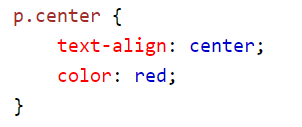 p.center {
    text-align: center;
    color: red;
}